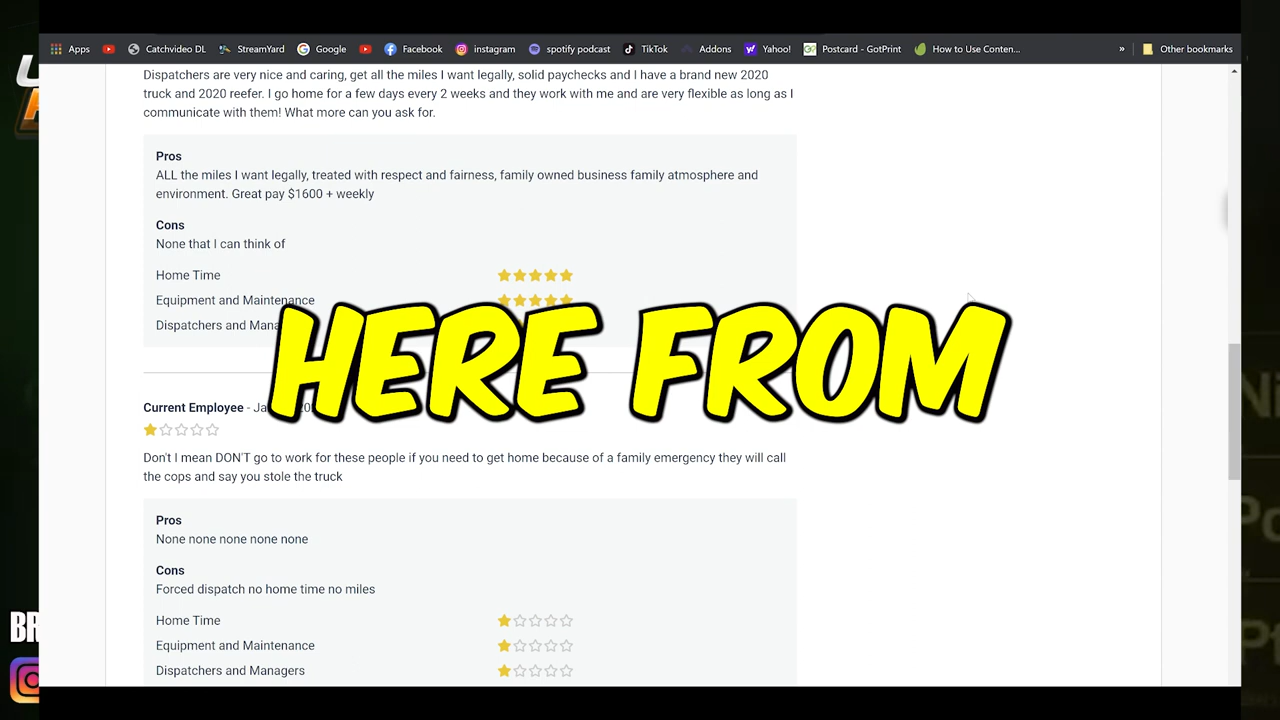 Apps
Catchvideo DL
StreamYard
Google
Facebook
instagram
spotify podcast
TikTok
Addons
Yahoo!
Postcard - GotPrint
How to Use Conten...
»
Other bookmarks
Dispatchers are very nice and caring, get all the miles I want legally, solid paychecks and I have a brand new 2020
truck and 2020 reefer. I go home for a few days every 2 weeks and they work with me and are very flexible as long as I
communicate with them! What more can you ask for.
Pros
ALL the miles I want legally, treated with respect and fairness, family owned business family atmosphere and
environment. Great pay $1600 + weekly
Cons
None that I can think of
Home Time
Equipment and Maintenance
Dispatchers and
HERE FROM
Current Employee -
Don't I mean DON'T go to work for these people if you need to get home because of a family emergency they will call
the cops and say you stole the truck
Pros
None none none none none
Cons
Forced dispatch no home time no miles
Home Time
Equipment and Maintenance
Dispatchers and Managers
BR